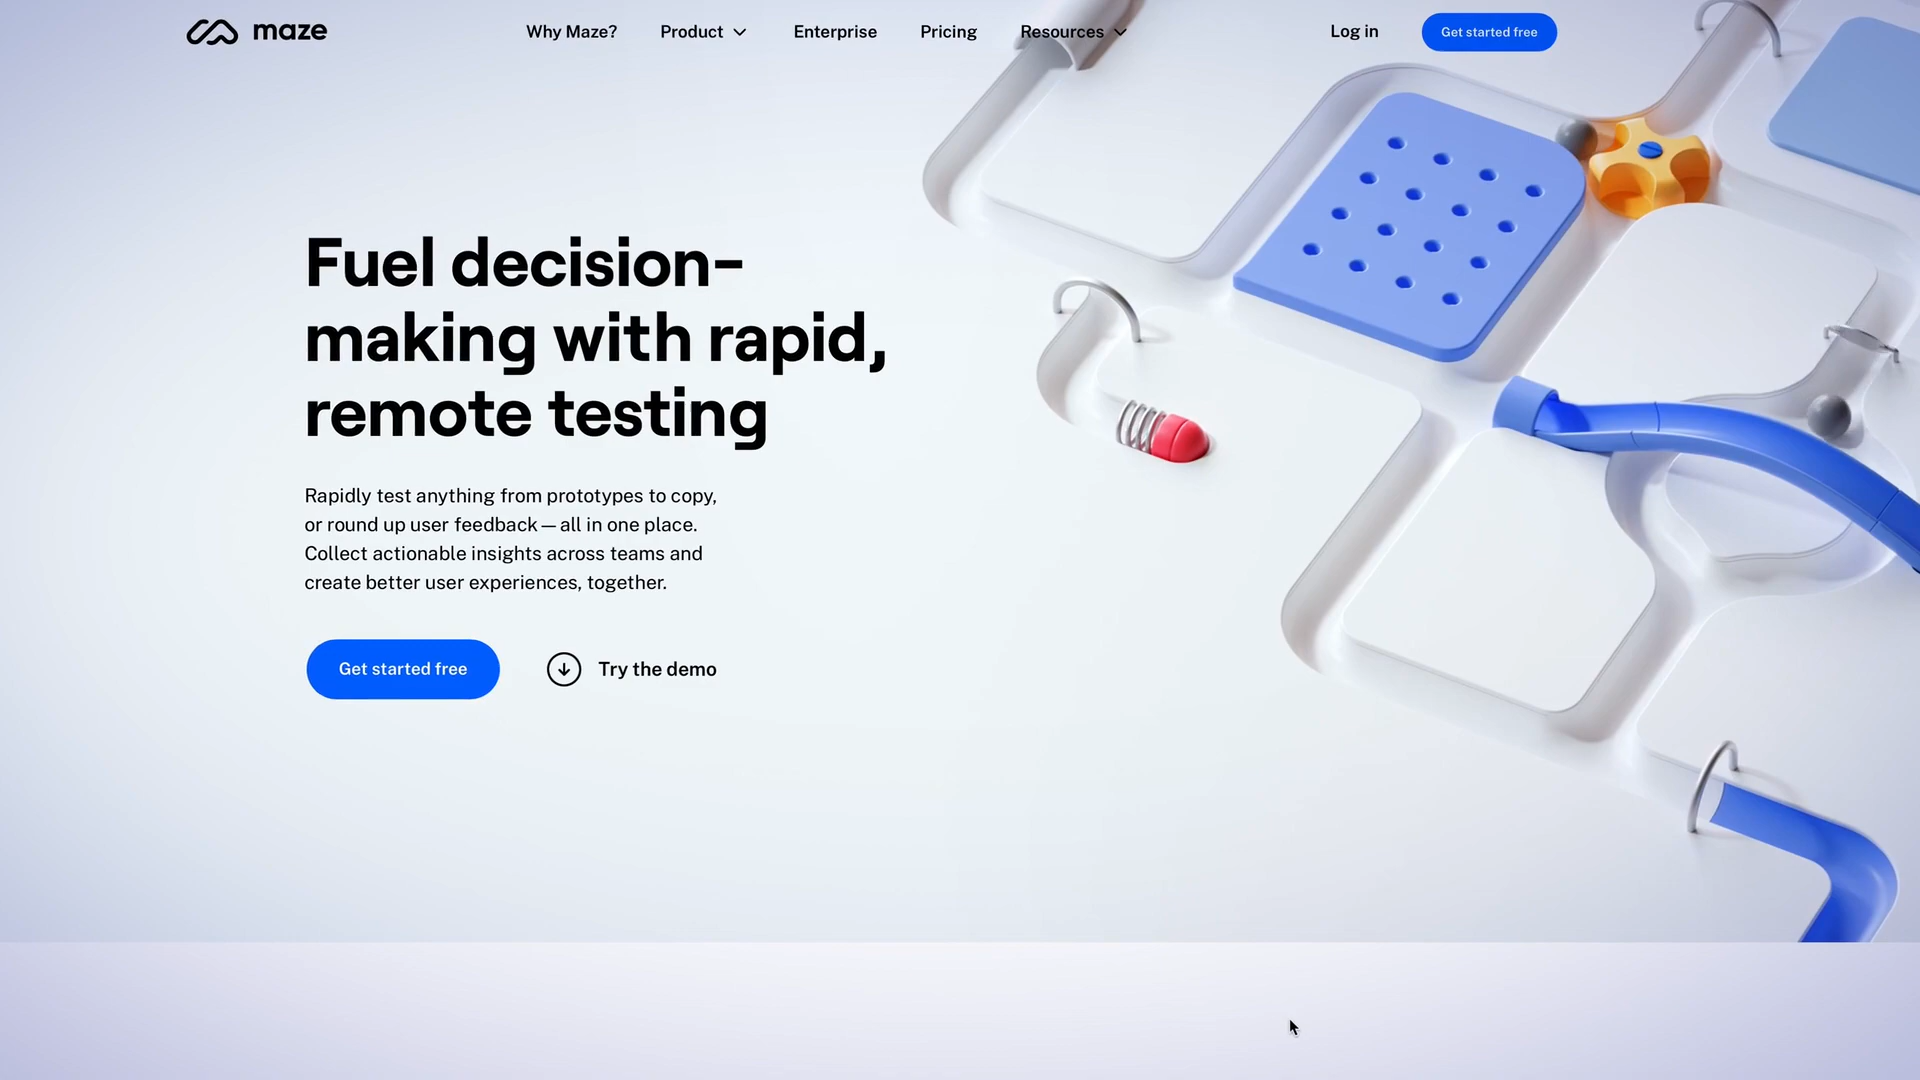 maze
Why Maze?
Product
Enterprise
Pricing
Resources
Log in
Get started free
Fuel decision-
making with rapid,
remote testing
Rapidly test anything from prototypes to copy,
or round up user feedback — all in one place.
Collect actionable insights across teams and
create better user experiences, together.
Get started free
Try the demo